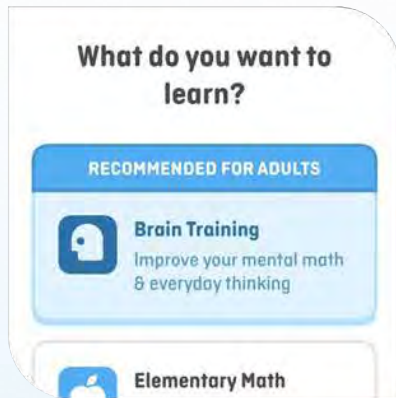 What do you want to
learn?
RECOMMENDED FOR ADULTS
Brain Training
Improve your mental math
& everyday thinking
Elementary Math